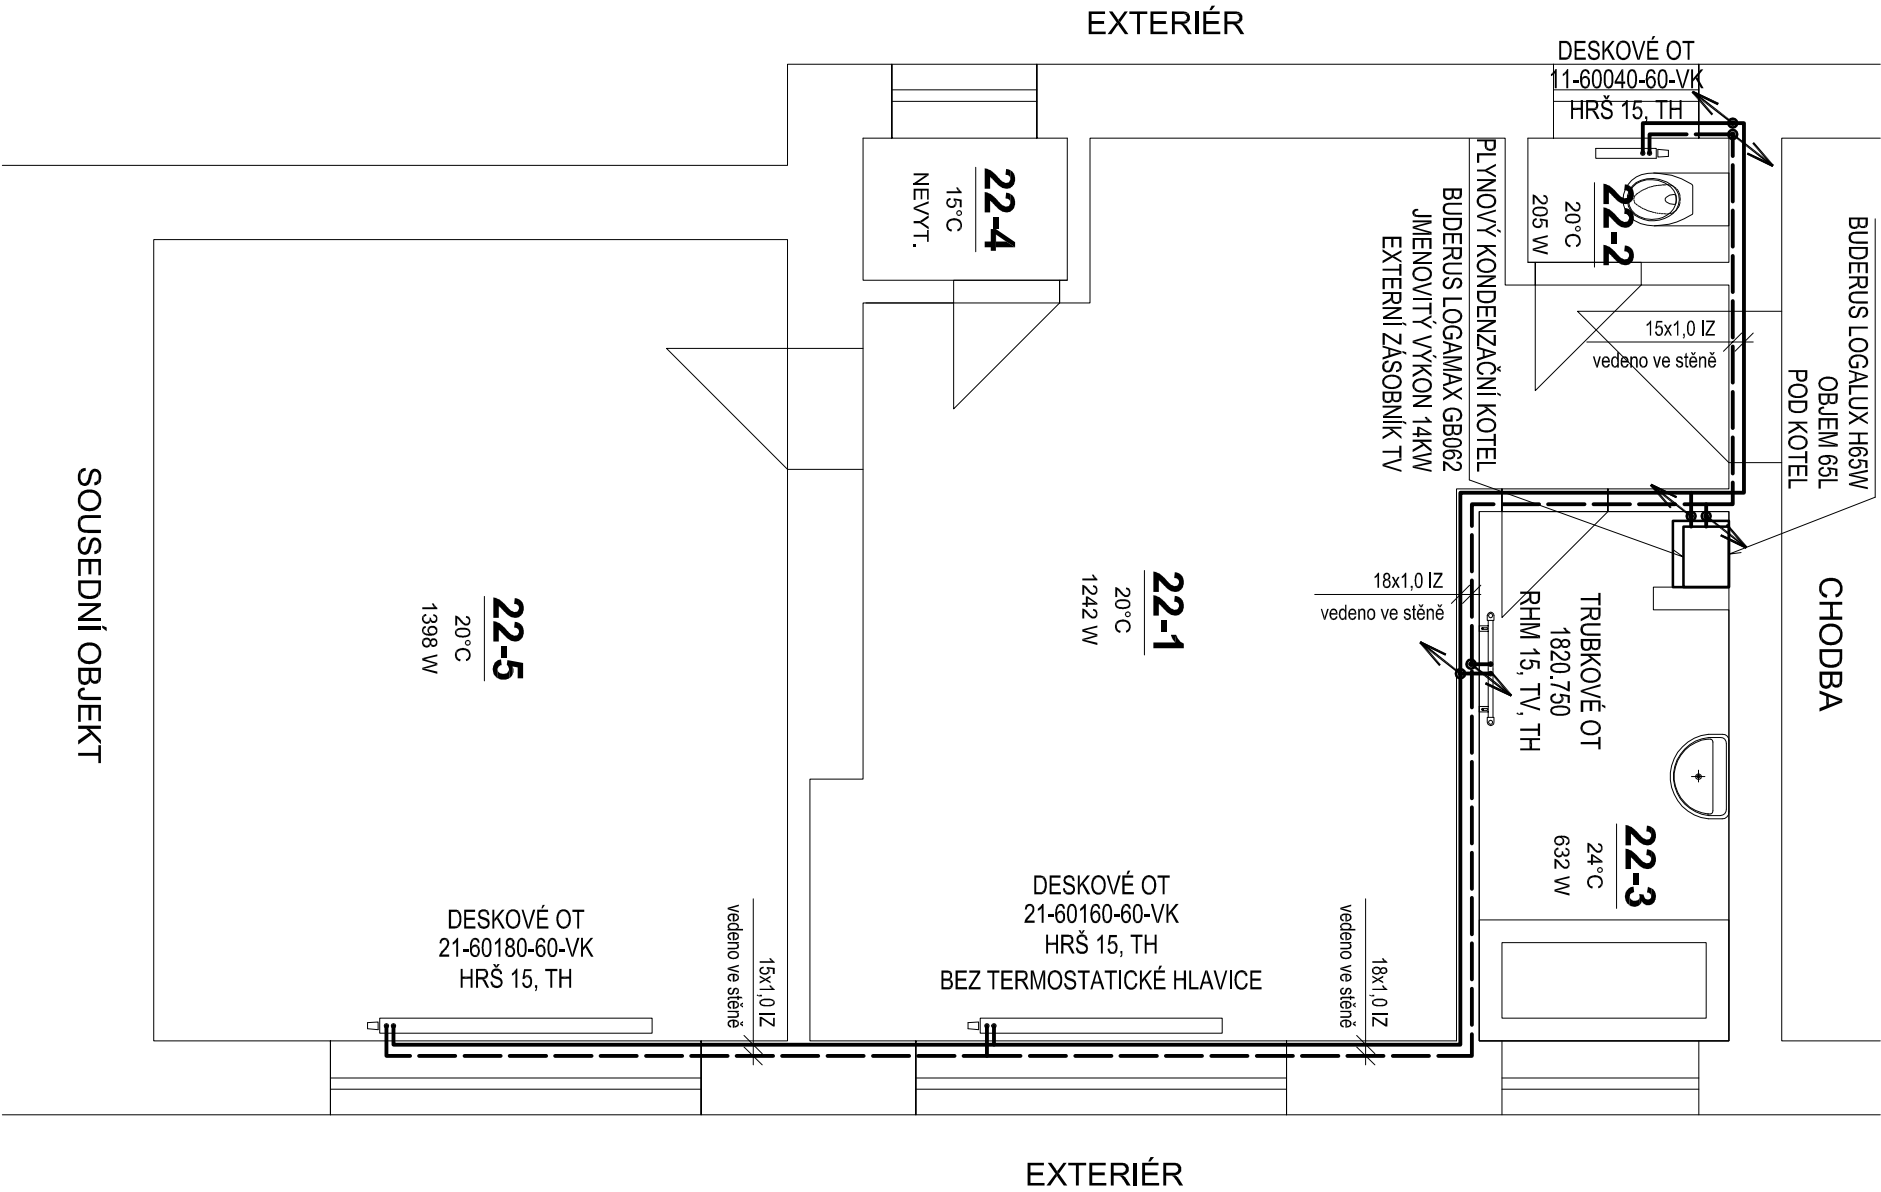 EXTERIÉR
DESKOVÉ OT
11-60040-60-VK
HRŠ 15, TH
22-4
15°C
NEVYT.
PLYNOVÝ KONDENZAČNÍ KOTEL
BUDERUS LOGAMAX GB062
JMENOVITÝ VÝKON 14KW
EXTERNÍ ZÁSOBNÍK TV
22-2
20°C
205 W
BUDERUS LOGALUX H65W
OBJEM 65L
POD KOTEL
15x1,0 IZ
vedeno ve stěně
SOUSEDNÍ OBJEKT
22-5
20°C
1398 W
22-1
20°C
1242 W
18x1,0 IZ
vedeno ve stěně
TRUBKOVÉ OT
1820.750
RHM 15, TV, TH
CHODBA
22-3
24°C
632 W
DESKOVÉ OT
21-60180-60-VK
HRŠ 15, TH
15x1,0 IZ
vedeno ve stěně
DESKOVÉ OT
21-60160-60-VK
HRŠ 15, TH
BEZ TERMOSTATICKÉ HLAVICE
18x1,0 IZ
vedeno ve stěně
EXTERIÉR